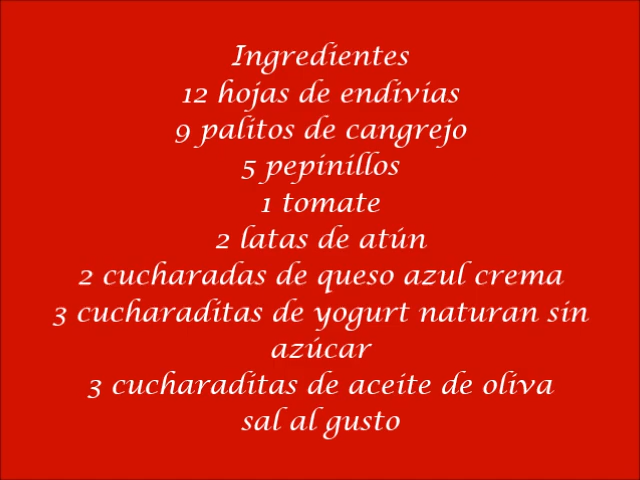 Ingredientes
12 hojas de endivias
9 palitos de cangrejo
5 pepinillos
1 tomate
2 latas de atún
2 cucharadas de queso azul crema
3 cucharaditas de yogurt naturan sin
azúcar
3 cucharaditas de aceite de oliva
sal al gusto